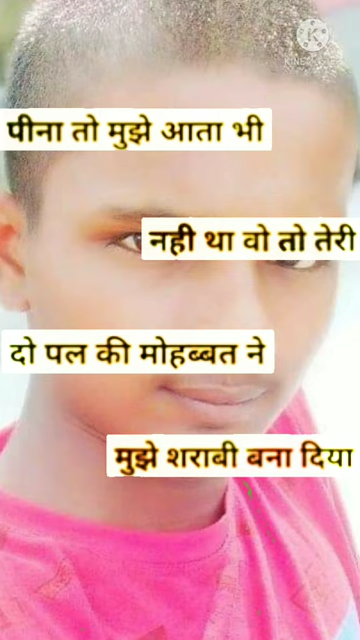 पीना तो मुझे आता भी
नही था वो तो तेरी
दो पल की मोहब्बत ने
मुझे शराबी बना दिया